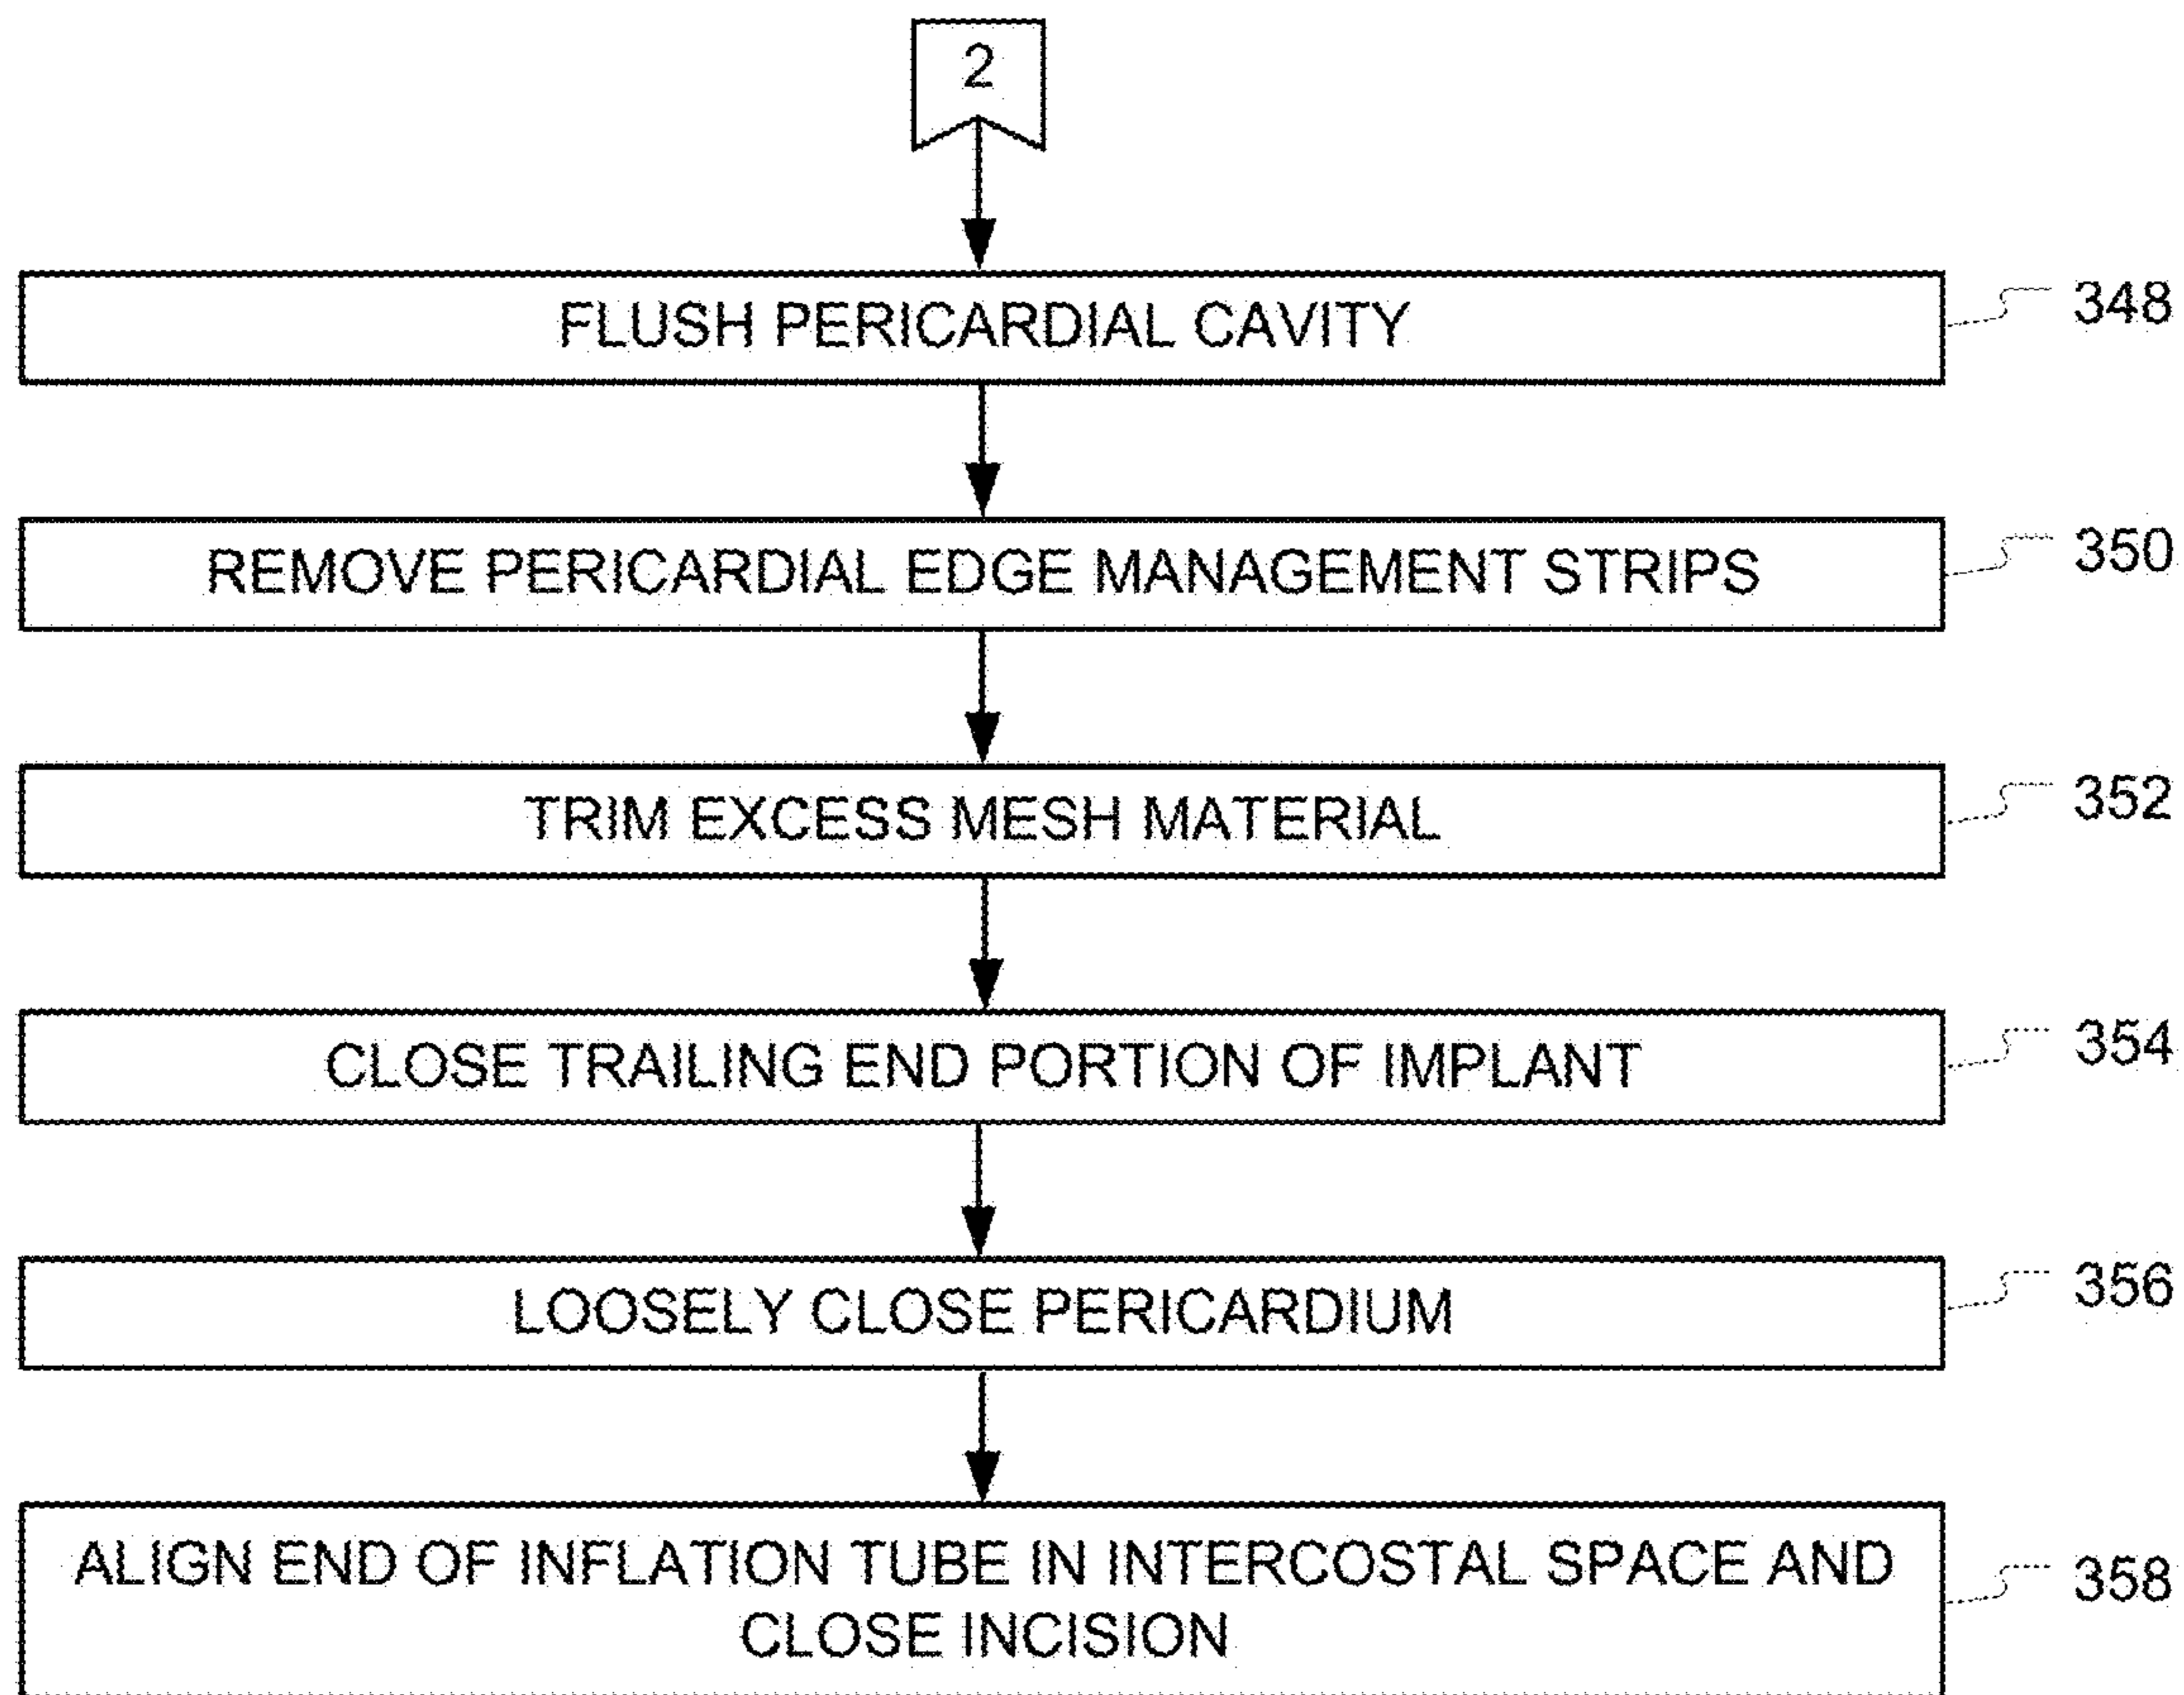 2
FLUSH PERICARDIAL CAVITY
348
REMOVE PERICARDIAL EDGE MANAGEMENT STRIPS
350
TRIM EXCESS MESH MATERIAL
352
CLOSE TRAILING END PORTION OF IMPLANT
354
LOOSELY CLOSE PERICARDIUM
356
ALIGN END OF INFLATION TUBE IN INTERCOSTAL SPACE AND
CLOSE INCISION
358